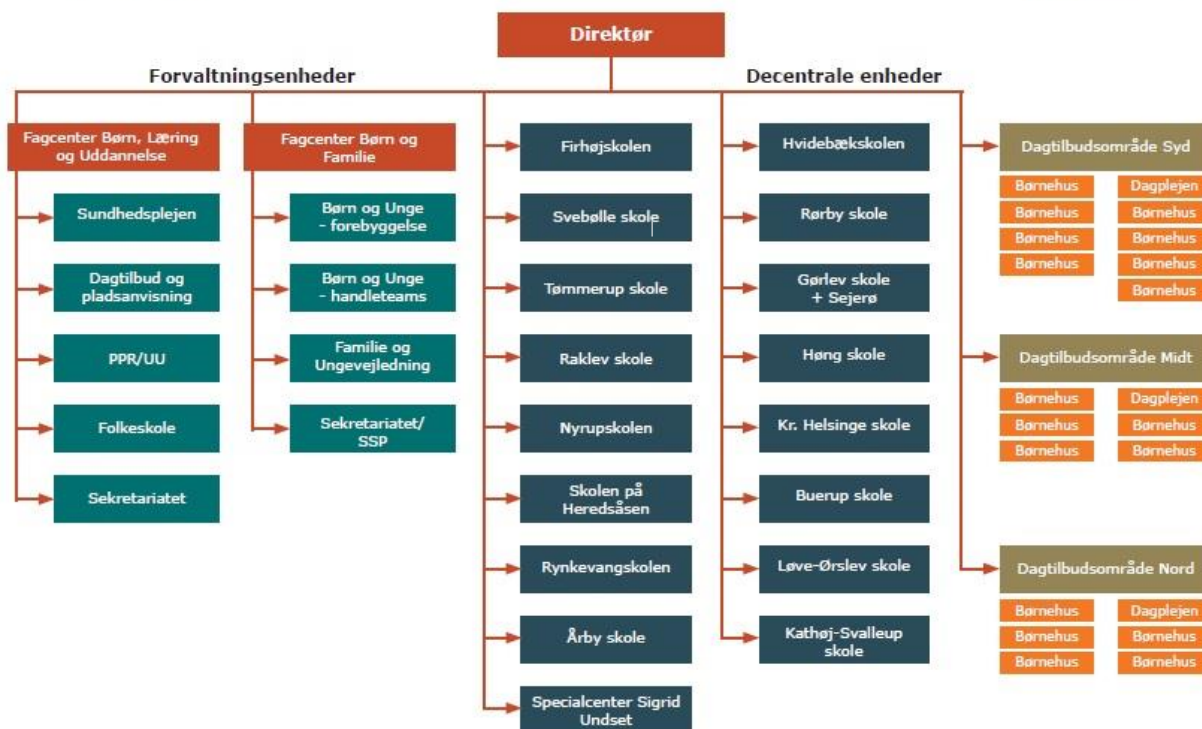 Direktør
Forvaltningsenheder
Decentrale enheder
Fagcenter Børn, Læring
og Uddannelse
Sundhedsplejen
Dagtilbud og
pladsanvisning
PPR/UU
Folkeskole
Sekretariatet
Fagcenter Børn og
Familie
Børn og Unge
- forebyggelse
Børn og Unge
- handleteams
Familie og
Ungevejledning
Sekretariatet/
SSP
Firhøjskolen
Svebølle skole
Tømmerup skole
Raklev skole
Nyrupskolen
Skolen på
Heredsåsen
Rynkevangskolen
Årby skole
Specialcenter Sigrid
Undset
Hvidebækskolen
Rørby skole
Gørlev skole
+ Sejerø
Høng skole
Kr. Helsinge skole
Buerup skole
Løve-Ørslev skole
Kathøj-Svalleup
skole
Dagtilbudsområde Syd
Børnehus
Dagplejen
Børnehus
Børnehus
Børnehus
Børnehus
Børnehus
Børnehus
Børnehus
Dagtilbudsområde Midt
Børnehus
Dagplejen
Børnehus
Børnehus
Børnehus
Børnehus
Dagtilbudsområde Nord
Børnehus
Dagplejen
Børnehus
Børnehus
Børnehus
Børnehus